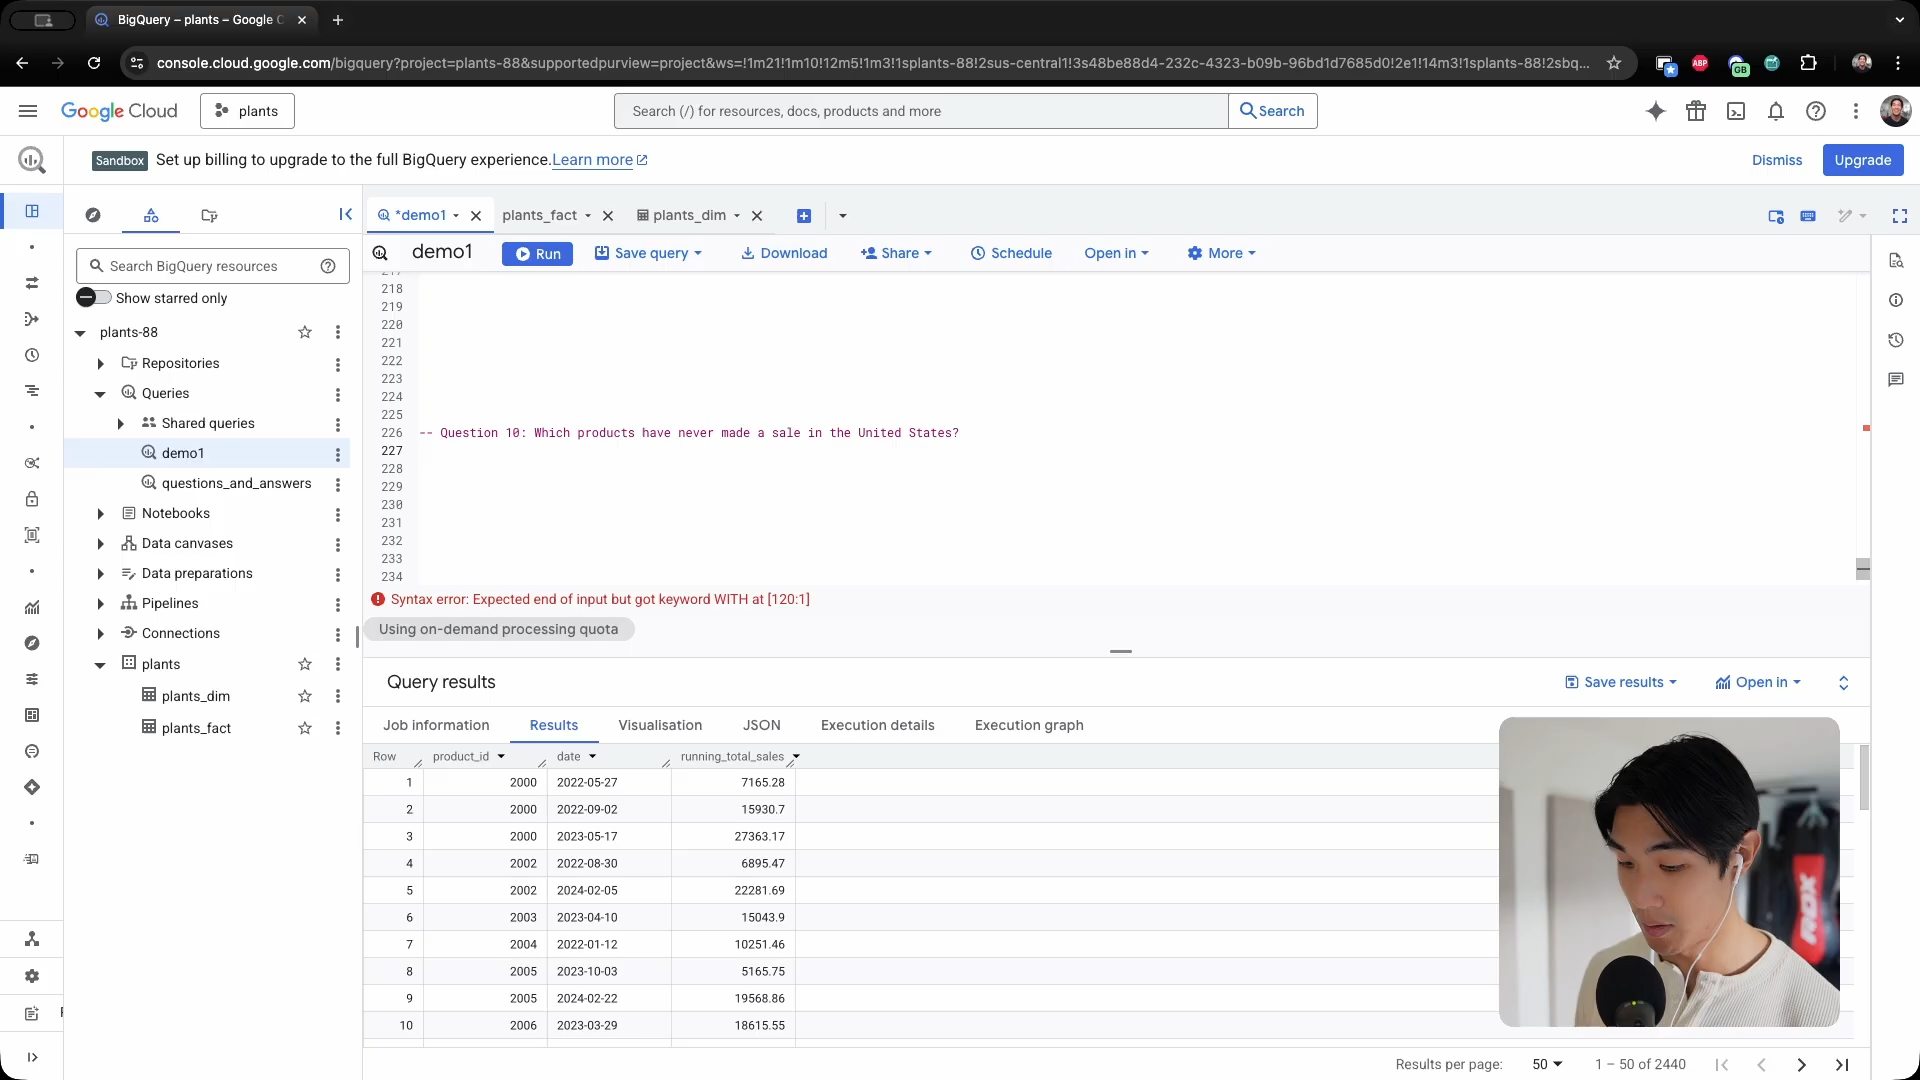 BigQuery – plants – Google C
console.cloud.google.com/bigquery?project=plants-88&supportedpurview=project&ws=!1m21!1m10!12m5!1m3!1splants-88!2sus-central1!3s48be88d4-232c-4323-b09b-96bd1d7685d0!2e1!14m3!1splants-88!2sbq...
ABP
GB
Google Cloud
plants
Search (/) for resources, docs, products and more
Search
Sandbox
Set up billing to upgrade to the full BigQuery experience. Learn more
Dismiss
Upgrade
*demo1
plants_fact
plants_dim
demo1
Run
Save query
Download
Share
Schedule
Open in
More
Search BigQuery resources
Show starred only
plants-88
Repositories
Queries
Shared queries
demo1
questions_and_answers
Notebooks
Data canvases
Data preparations
Pipelines
Connections
plants
plants_dim
plants_fact
217
218
219
220
221
222
223
224
225
226 -- Question 10: Which products have never made a sale in the United States?
227
228
229
230
231
232
233
234
Syntax error: Expected end of input but got keyword WITH at [120:1]
Using on-demand processing quota
Query results
Save results
Open in
Job information
Results
Visualisation
JSON
Execution details
Execution graph
Row product_id date running_total_sales
1 2000 2022-05-27 7165.28
2 2000 2022-09-02 15930.7
3 2000 2023-05-17 27363.17
4 2002 2022-08-30 6895.47
5 2002 2024-02-05 22281.69
6 2003 2023-04-10 15043.9
7 2004 2022-01-12 10251.46
8 2005 2023-10-03 5165.75
9 2005 2024-02-22 19568.86
10 2006 2023-03-29 18615.55
RDX
Results per page: 50 1 – 50 of 2440